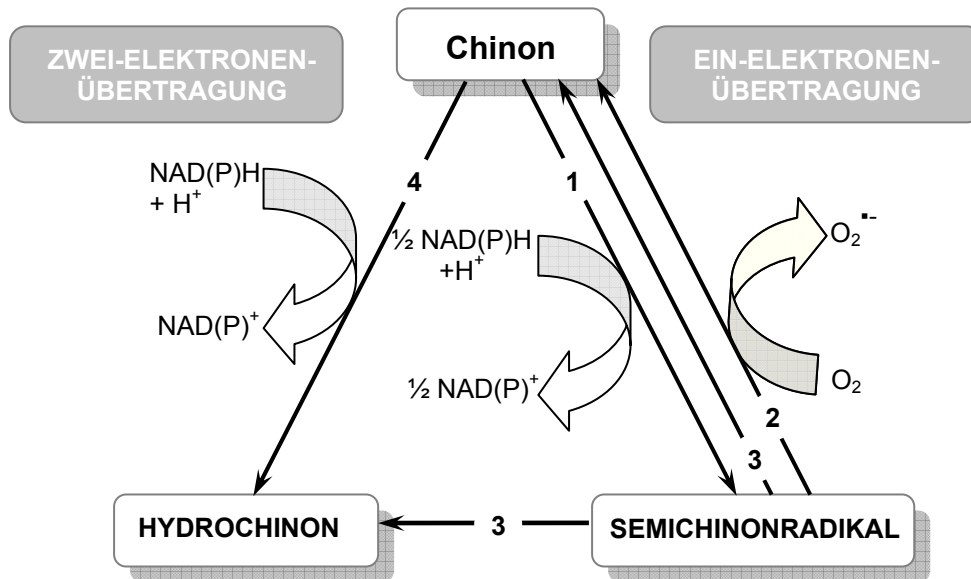 ZWEI-ELEKTRONEN-
ÜBERTRAGUNG
Chinon
EIN-ELEKTRONEN-
ÜBERTRAGUNG
NAD(P)H
+ H⁺
4
1
½ NAD(P)H
+H⁺
O₂▪-
NAD(P)⁺
½ NAD(P)⁺
O₂
2
3
HYDROCHINON
3
SEMICHINONRADIKAL